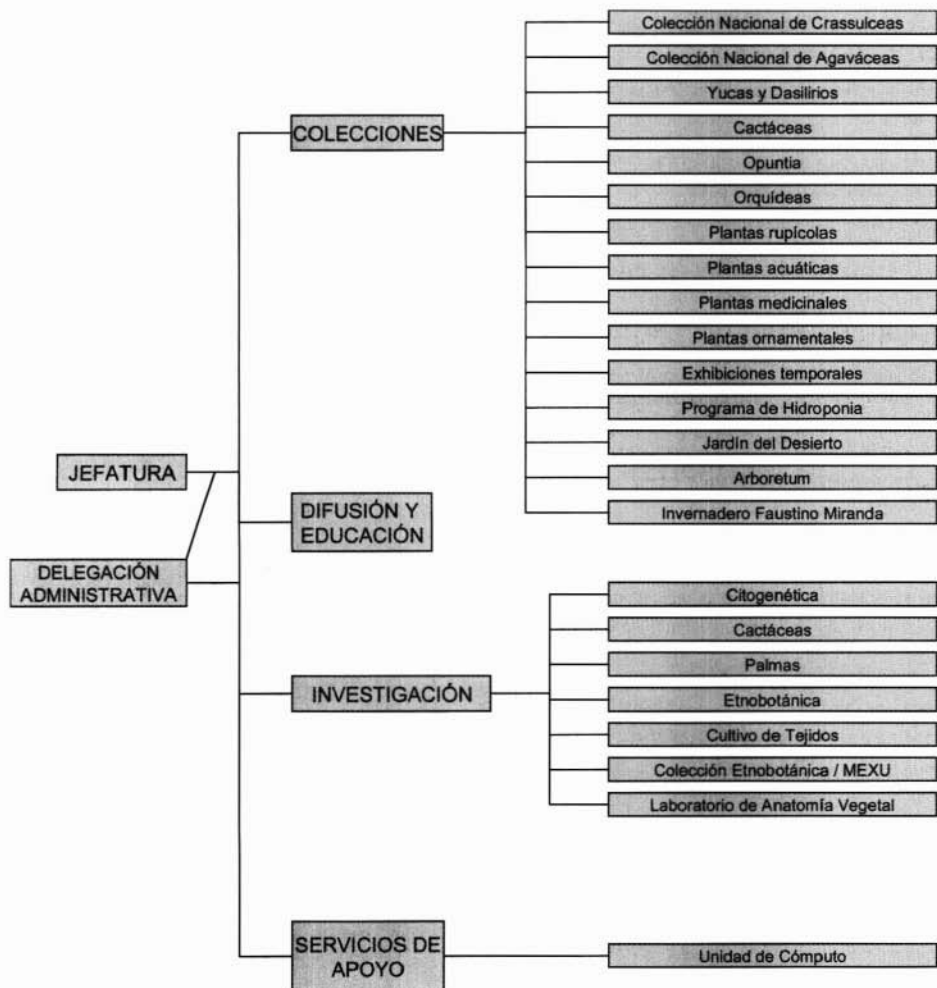 JEFATURA
DELEGACIÓN
ADMINISTRATIVA
COLECCIONES
Colección Nacional de Crassulceas
Colección Nacional de Agaváceas
Yucas y Dasilirios
Cactáceas
Opuntia
Orquídeas
Plantas rupícolas
Plantas acuáticas
Plantas medicinales
Plantas ornamentales
Exhibiciones temporales
Programa de Hidroponia
Jardín del Desierto
Arboretum
Invernadero Faustino Miranda
DIFUSIÓN Y
EDUCACIÓN
INVESTIGACIÓN
Citogenética
Cactáceas
Palmas
Etnobotánica
Cultivo de Tejidos
Colección Etnobotánica / MEXU
Laboratorio de Anatomía Vegetal
SERVICIOS DE
APOYO
Unidad de Cómputo